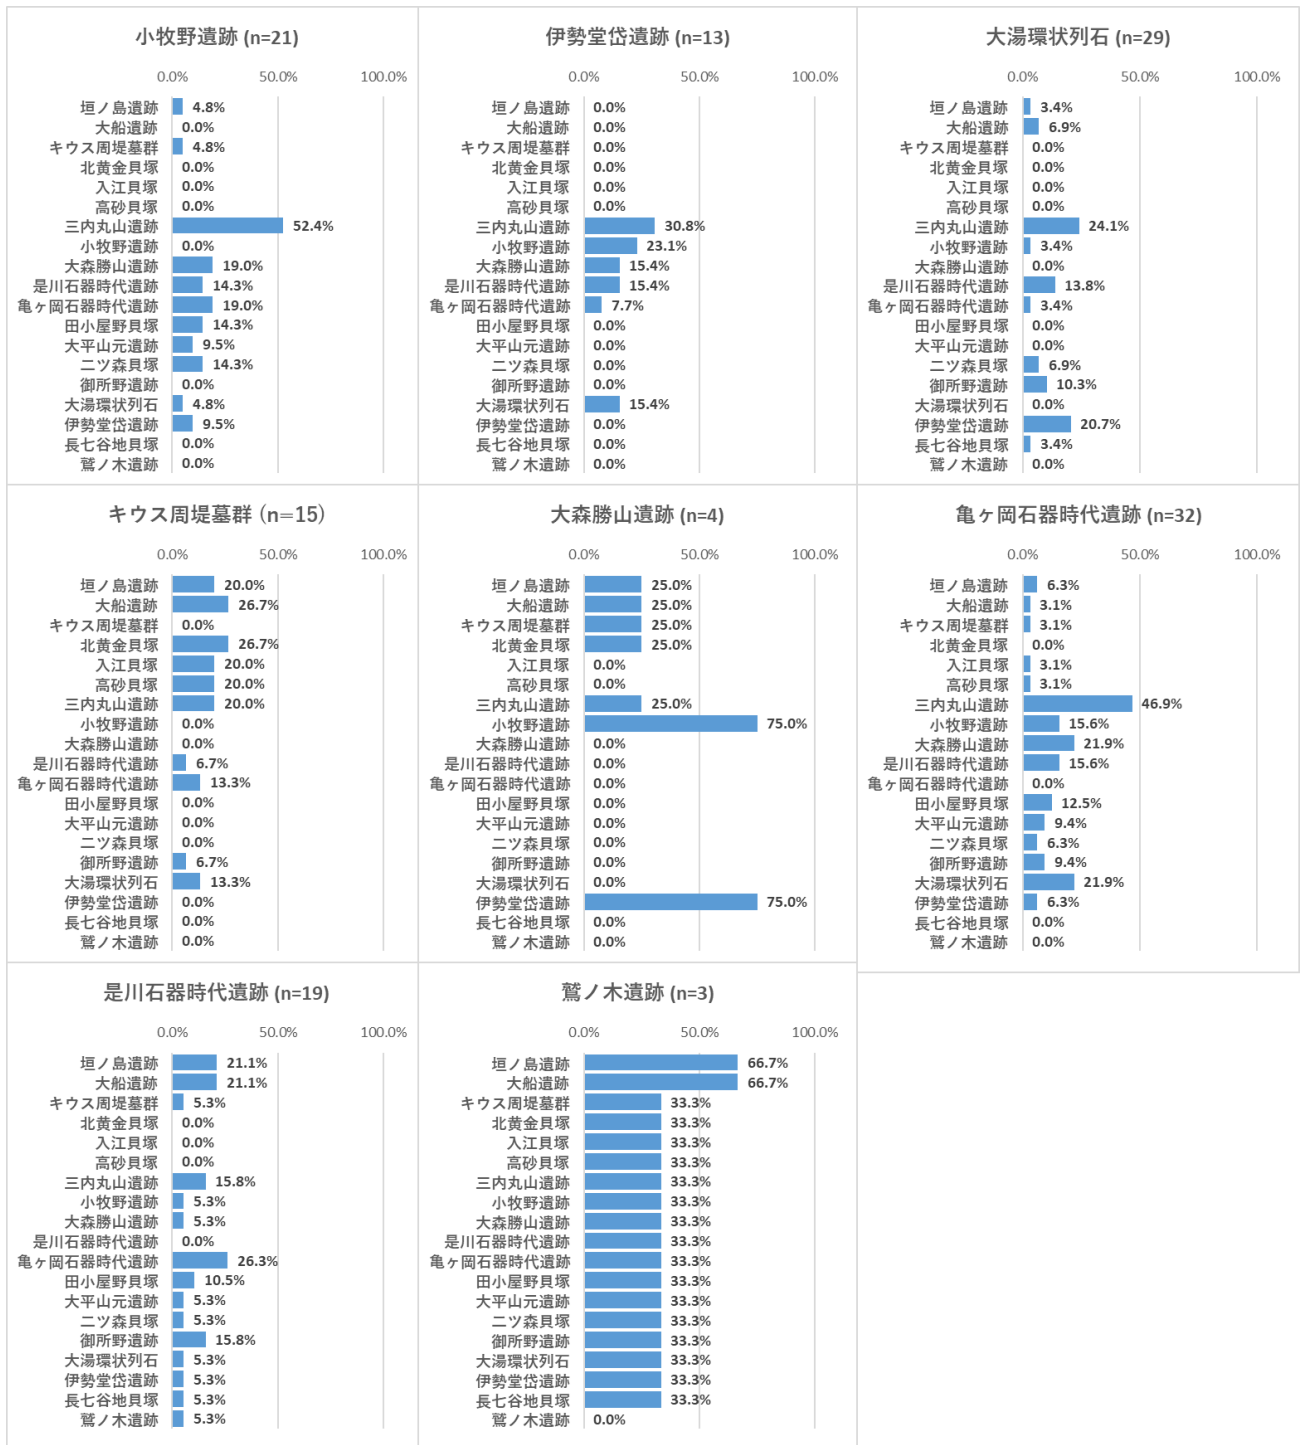 小牧野遺跡 (n=21)
0.0% 50.0% 100.0%
垣ノ島遺跡 4.8%
大船遺跡 0.0%
キウス周堤墓群 4.8%
北黄金貝塚 0.0%
入江貝塚 0.0%
高砂貝塚 0.0%
三内丸山遺跡 52.4%
小牧野遺跡 0.0%
大森勝山遺跡 19.0%
是川石器時代遺跡 14.3%
亀ヶ岡石器時代遺跡 19.0%
田小屋野貝塚 14.3%
大平山元遺跡 9.5%
二ツ森貝塚 14.3%
御所野遺跡 0.0%
大湯環状列石 4.8%
伊勢堂岱遺跡 9.5%
長七谷地貝塚 0.0%
鷲ノ木遺跡 0.0%
伊勢堂岱遺跡 (n=13)
0.0% 50.0% 100.0%
垣ノ島遺跡 0.0%
大船遺跡 0.0%
キウス周堤墓群 0.0%
北黄金貝塚 0.0%
入江貝塚 0.0%
高砂貝塚 0.0%
三内丸山遺跡 30.8%
小牧野遺跡 23.1%
大森勝山遺跡 15.4%
是川石器時代遺跡 15.4%
亀ヶ岡石器時代遺跡 7.7%
田小屋野貝塚 0.0%
大平山元遺跡 0.0%
二ツ森貝塚 0.0%
御所野遺跡 0.0%
大湯環状列石 15.4%
伊勢堂岱遺跡 0.0%
長七谷地貝塚 0.0%
鷲ノ木遺跡 0.0%
大湯環状列石 (n=29)
0.0% 50.0% 100.0%
垣ノ島遺跡 3.4%
大船遺跡 6.9%
キウス周堤墓群 0.0%
北黄金貝塚 0.0%
入江貝塚 0.0%
高砂貝塚 0.0%
三内丸山遺跡 24.1%
小牧野遺跡 3.4%
大森勝山遺跡 0.0%
是川石器時代遺跡 13.8%
亀ヶ岡石器時代遺跡 3.4%
田小屋野貝塚 0.0%
大平山元遺跡 0.0%
二ツ森貝塚 6.9%
御所野遺跡 10.3%
大湯環状列石 0.0%
伊勢堂岱遺跡 20.7%
長七谷地貝塚 3.4%
鷲ノ木遺跡 0.0%
キウス周堤墓群（n=15）
0.0% 50.0% 100.0%
垣ノ島遺跡 20.0%
大船遺跡 26.7%
キウス周堤墓群 0.0%
北黄金貝塚 26.7%
入江貝塚 20.0%
高砂貝塚 20.0%
三内丸山遺跡 20.0%
小牧野遺跡 0.0%
大森勝山遺跡 0.0%
是川石器時代遺跡 6.7%
亀ヶ岡石器時代遺跡 13.3%
田小屋野貝塚 0.0%
大平山元遺跡 0.0%
二ツ森貝塚 0.0%
御所野遺跡 6.7%
大湯環状列石 13.3%
伊勢堂岱遺跡 0.0%
長七谷地貝塚 0.0%
鷲ノ木遺跡 0.0%
大森勝山遺跡 (n=4)
0.0% 50.0% 100.0%
垣ノ島遺跡 25.0%
大船遺跡 25.0%
キウス周堤墓群 25.0%
北黄金貝塚 25.0%
入江貝塚 0.0%
高砂貝塚 0.0%
三内丸山遺跡 25.0%
小牧野遺跡 75.0%
大森勝山遺跡 0.0%
是川石器時代遺跡 0.0%
亀ヶ岡石器時代遺跡 0.0%
田小屋野貝塚 0.0%
大平山元遺跡 0.0%
二ツ森貝塚 0.0%
御所野遺跡 0.0%
大湯環状列石 0.0%
伊勢堂岱遺跡 75.0%
長七谷地貝塚 0.0%
鷲ノ木遺跡 0.0%
亀ヶ岡石器時代遺跡 (n=32)
0.0% 50.0% 100.0%
垣ノ島遺跡 6.3%
大船遺跡 3.1%
キウス周堤墓群 3.1%
北黄金貝塚 0.0%
入江貝塚 3.1%
高砂貝塚 3.1%
三内丸山遺跡 46.9%
小牧野遺跡 15.6%
大森勝山遺跡 21.9%
是川石器時代遺跡 15.6%
亀ヶ岡石器時代遺跡 0.0%
田小屋野貝塚 12.5%
大平山元遺跡 9.4%
二ツ森貝塚 6.3%
御所野遺跡 9.4%
大湯環状列石 21.9%
伊勢堂岱遺跡 6.3%
長七谷地貝塚 0.0%
鷲ノ木遺跡 0.0%
是川石器時代遺跡 (n=19)
0.0% 50.0% 100.0%
垣ノ島遺跡 21.1%
大船遺跡 21.1%
キウス周堤墓群 5.3%
北黄金貝塚 0.0%
入江貝塚 0.0%
高砂貝塚 0.0%
三内丸山遺跡 15.8%
小牧野遺跡 5.3%
大森勝山遺跡 5.3%
是川石器時代遺跡 0.0%
亀ヶ岡石器時代遺跡 26.3%
田小屋野貝塚 10.5%
大平山元遺跡 5.3%
二ツ森貝塚 5.3%
御所野遺跡 15.8%
大湯環状列石 5.3%
伊勢堂岱遺跡 5.3%
長七谷地貝塚 5.3%
鷲ノ木遺跡 5.3%
鷲ノ木遺跡 (n=3)
0.0% 50.0% 100.0%
垣ノ島遺跡 66.7%
大船遺跡 66.7%
キウス周堤墓群 33.3%
北黄金貝塚 33.3%
入江貝塚 33.3%
高砂貝塚 33.3%
三内丸山遺跡 33.3%
小牧野遺跡 33.3%
大森勝山遺跡 33.3%
是川石器時代遺跡 33.3%
亀ヶ岡石器時代遺跡 33.3%
田小屋野貝塚 33.3%
大平山元遺跡 33.3%
二ツ森貝塚 33.3%
御所野遺跡 33.3%
大湯環状列石 33.3%
伊勢堂岱遺跡 33.3%
長七谷地貝塚 33.3%
鷲ノ木遺跡 0.0%